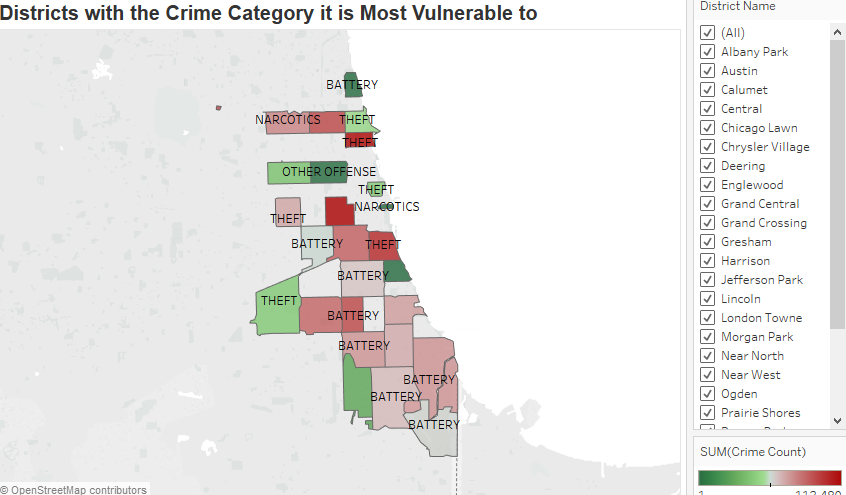 Districts with the Crime Category it is Most Vulnerable to
BATTERY
NARCOTICS THEFT
THEFT
OTHER OFFENSE
THEFT
NARCOTICS
THEFT
BATTERY THEFT
BATTERY
THEFT
BATTERY
BATTERY
BATTERY
BATTERY
BATTERY
© OpenStreetMap contributors
District Name
(All)
Albany Park
Austin
Calumet
Central
Chicago Lawn
Chrysler Village
Deering
Englewood
Grand Central
Grand Crossing
Gresham
Harrison
Jefferson Park
Lincoln
London Towne
Morgan Park
Near North
Near West
Ogden
Prairie Shores
SUM(Crime Count)